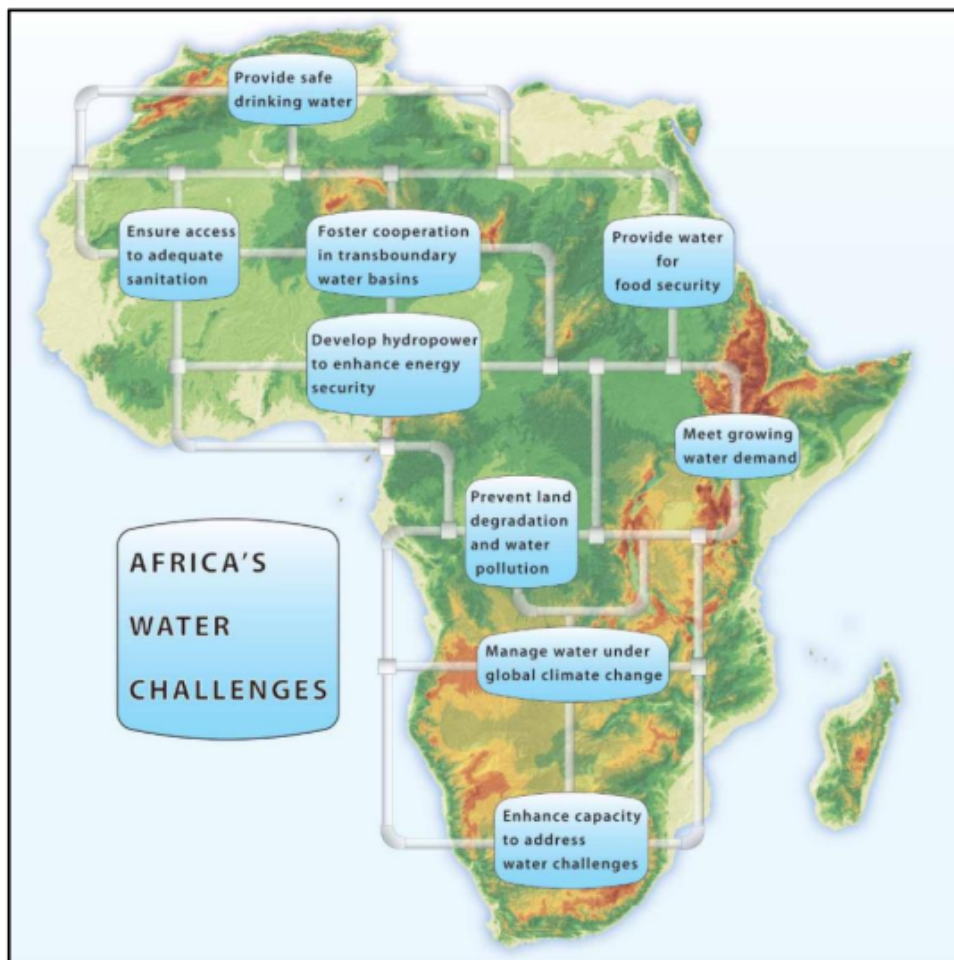 Provide safe
drinking water
Ensure access
to adequate
sanitation
Foster cooperation
in transboundary
water basins
Provide water
for
food security
Develop hydropower
to enhance energy
security
Meet growing
water demand
Prevent land
degradation
and water
pollution
AFRICA'S
WATER
CHALLENGES
Manage water under
global climate change
Enhance capacity
to address
water challenges